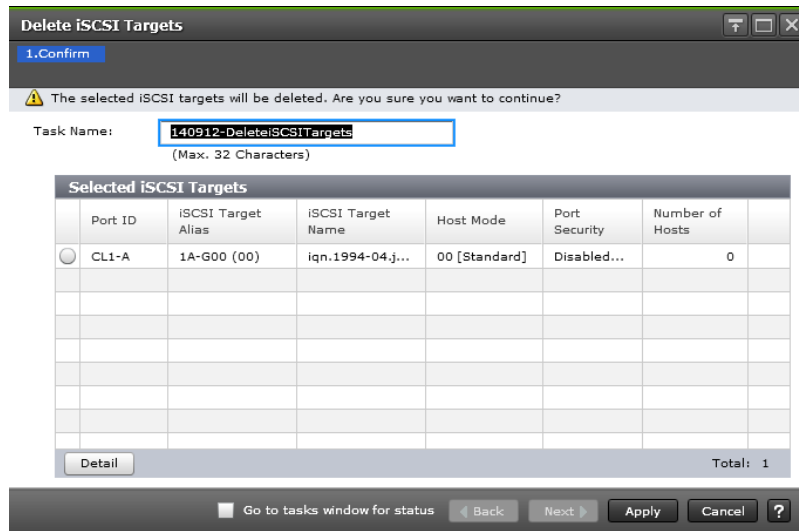 Delete iSCSI Targets
1.Confirm
The selected iSCSI targets will be deleted. Are you sure you want to continue?
Task Name: 140912-DeleteiSCSITargets
(Max. 32 Characters)
Selected iSCSI Targets
Port ID iSCSI Target Alias iSCSI Target Name Host Mode Port Security Number of Hosts
CL1-A 1A-G00 (00) iqn.1994-04.j... 00 [Standard] Disabled... 0
Detail Total: 1
Go to tasks window for status Back Next Apply Cancel ?